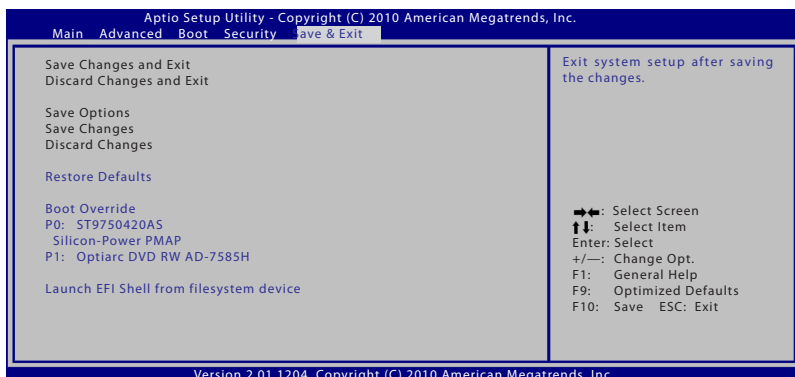 Aptio Setup Utility - Copyright (C) 2010 American Megatrends, Inc.
Main Advanced Boot Security Save & Exit
Save Changes and Exit
Discard Changes and Exit
Save Options
Save Changes
Discard Changes
Restore Defaults
Boot Override
P0: ST9750420AS
Silicon-Power PMAP
P1: Optiarc DVD RW AD-7585H
Launch EFI Shell from filesystem device
Exit system setup after saving
the changes.
➡⬅: Select Screen
⬆⬇: Select Item
Enter: Select
+/—: Change Opt.
F1: General Help
F9: Optimized Defaults
F10: Save ESC: Exit
Version 2.01.1204. Copyright (C) 2010 American Megatrends, Inc.